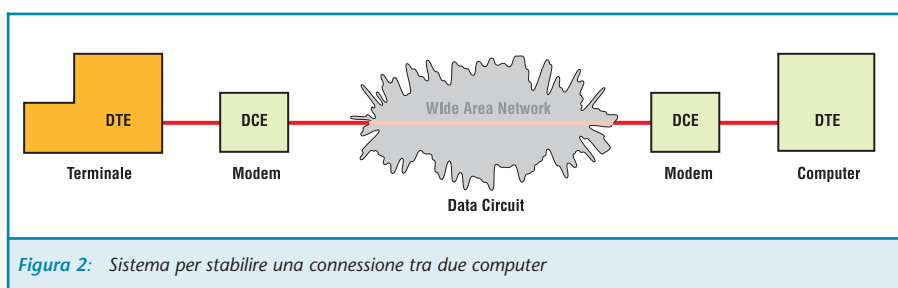 WIde Area Network
DTE
DCE
DCE
DTE
Terminale
Modem
Data Circuit
Modem
Computer
Figura 2: Sistema per stabilire una connessione tra due computer